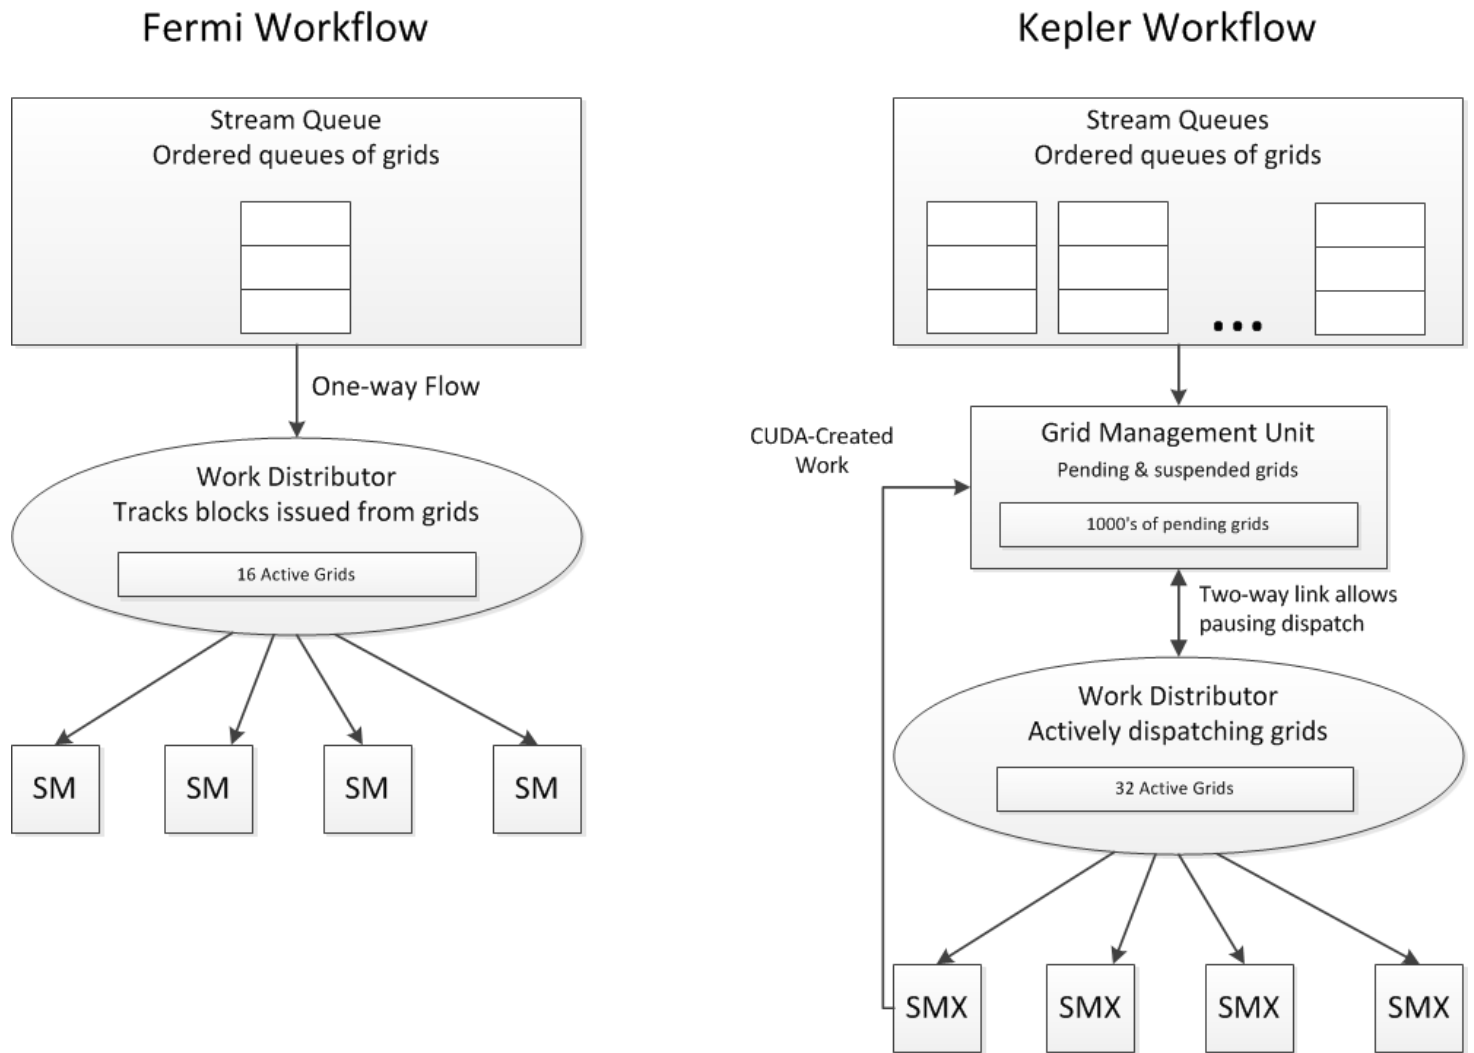 Fermi Workflow
Stream Queue
Ordered queues of grids
One-way Flow
Work Distributor
Tracks blocks issued from grids
16 Active Grids
SM
SM
SM
SM
Kepler Workflow
Stream Queues
Ordered queues of grids
...
CUDA-Created
Work
Grid Management Unit
Pending & suspended grids
1000's of pending grids
Two-way link allows
pausing dispatch
Work Distributor
Actively dispatching grids
32 Active Grids
SMX
SMX
SMX
SMX